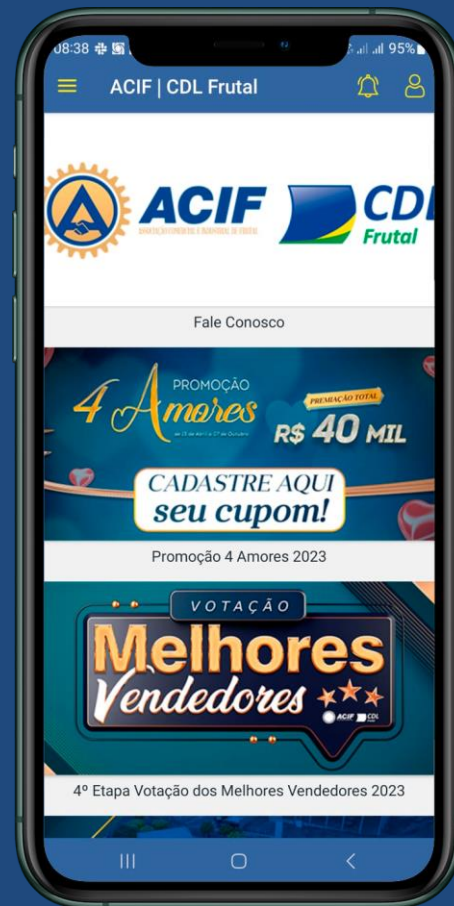 08:38
95%
ACIF | CDL Frutal
ACIF
CDL
Frutal
Fale Conosco
PROMOÇÃO
4 Amores
PREMIAÇÃO TOTAL
R$ 40 MIL
CADASTRE AQUI
seu cupom!
Promoção 4 Amores 2023
VOTAÇÃO
Melhores
Vendedores
ACIF CDL
4º Etapa Votação dos Melhores Vendedores 2023